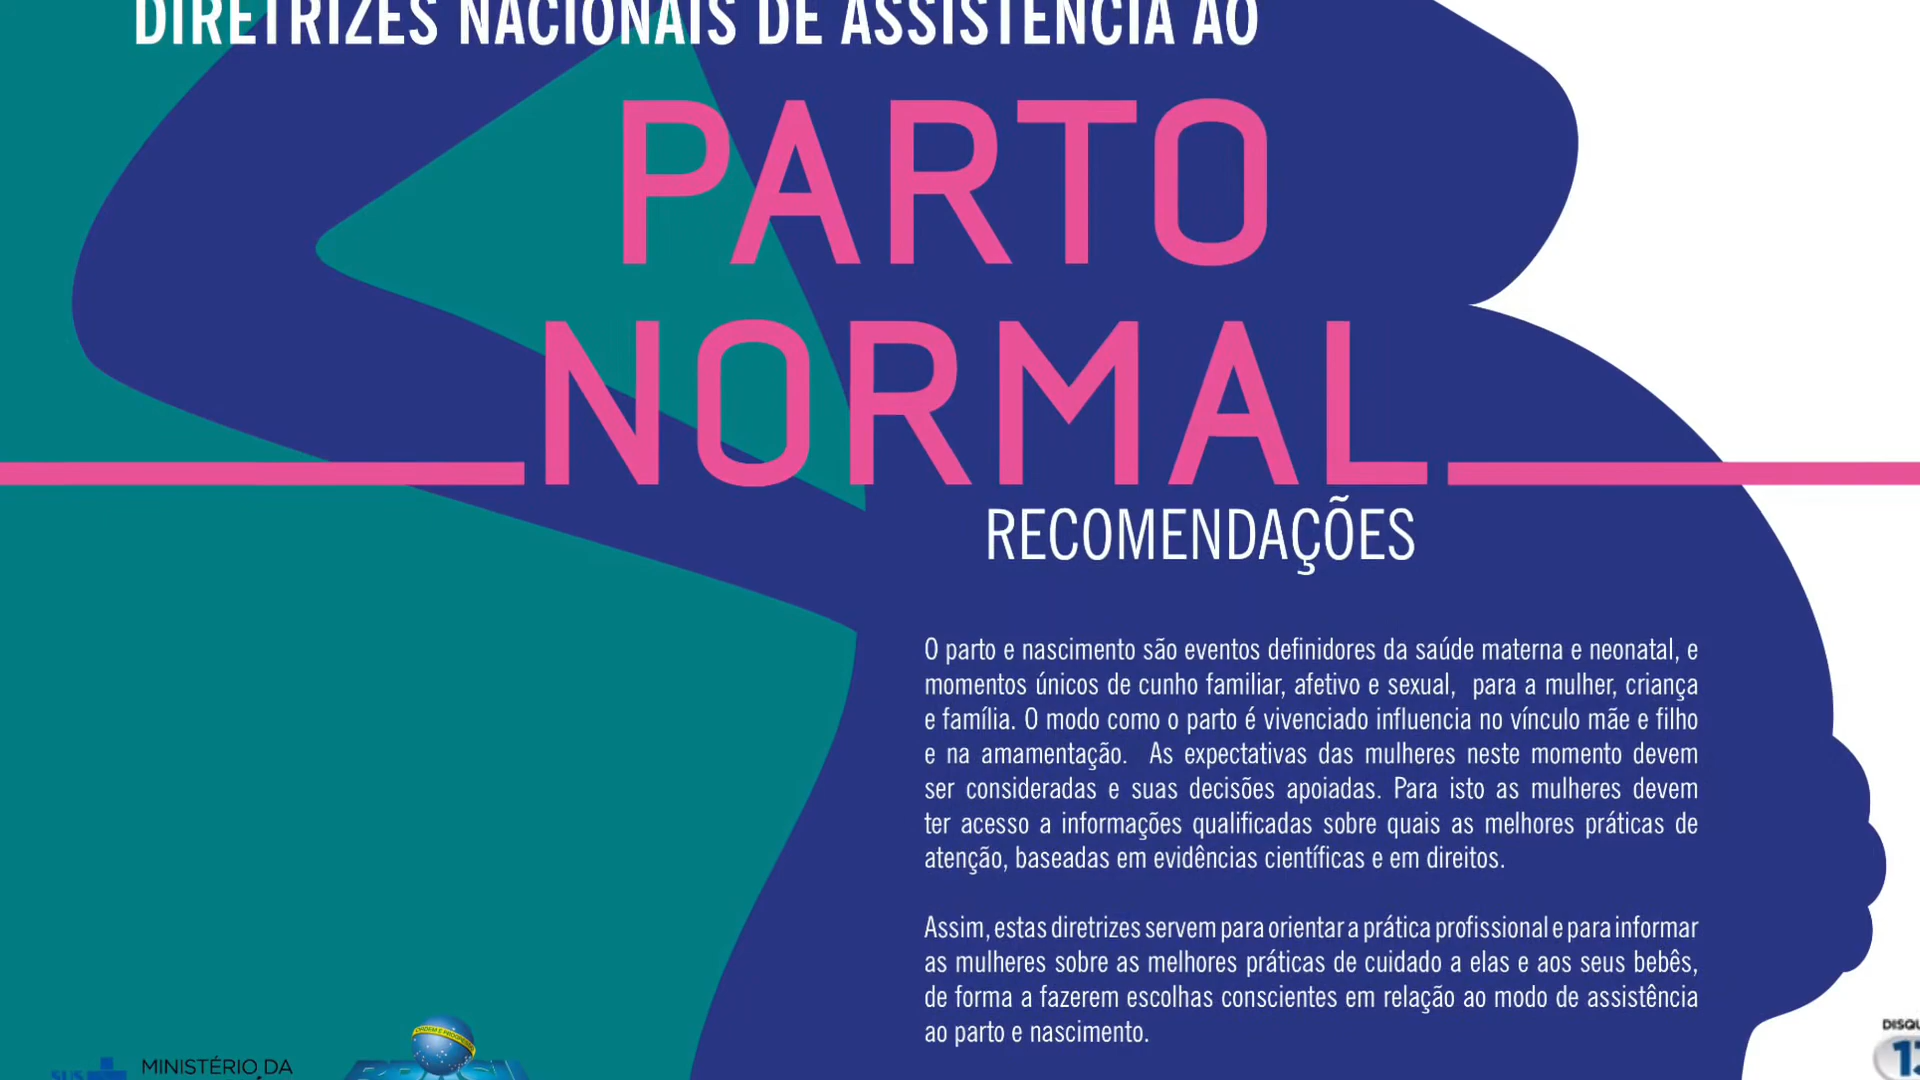 DIRETRIZES NACIONAIS DE ASSISTÊNCIA AO
PARTO
NORMAL
RECOMENDAÇÕES
O parto e nascimento são eventos definidores da saúde materna e neonatal, e
momentos únicos de cunho familiar, afetivo e sexual, para a mulher, criança
e família. O modo como o parto é vivenciado influencia no vínculo mãe e filho
e na amamentação. As expectativas das mulheres neste momento devem
ser consideradas e suas decisões apoiadas. Para isto as mulheres devem
ter acesso a informações qualificadas sobre quais as melhores práticas de
atenção, baseadas em evidências científicas e em direitos.
Assim, estas diretrizes servem para orientar a prática profissional e para informar
as mulheres sobre as melhores práticas de cuidado a elas e aos seus bebês,
de forma a fazerem escolhas conscientes em relação ao modo de assistência
ao parto e nascimento.
ORDEM E PROGRESSO
SUS
MINISTÉRIO DA
BRASIL